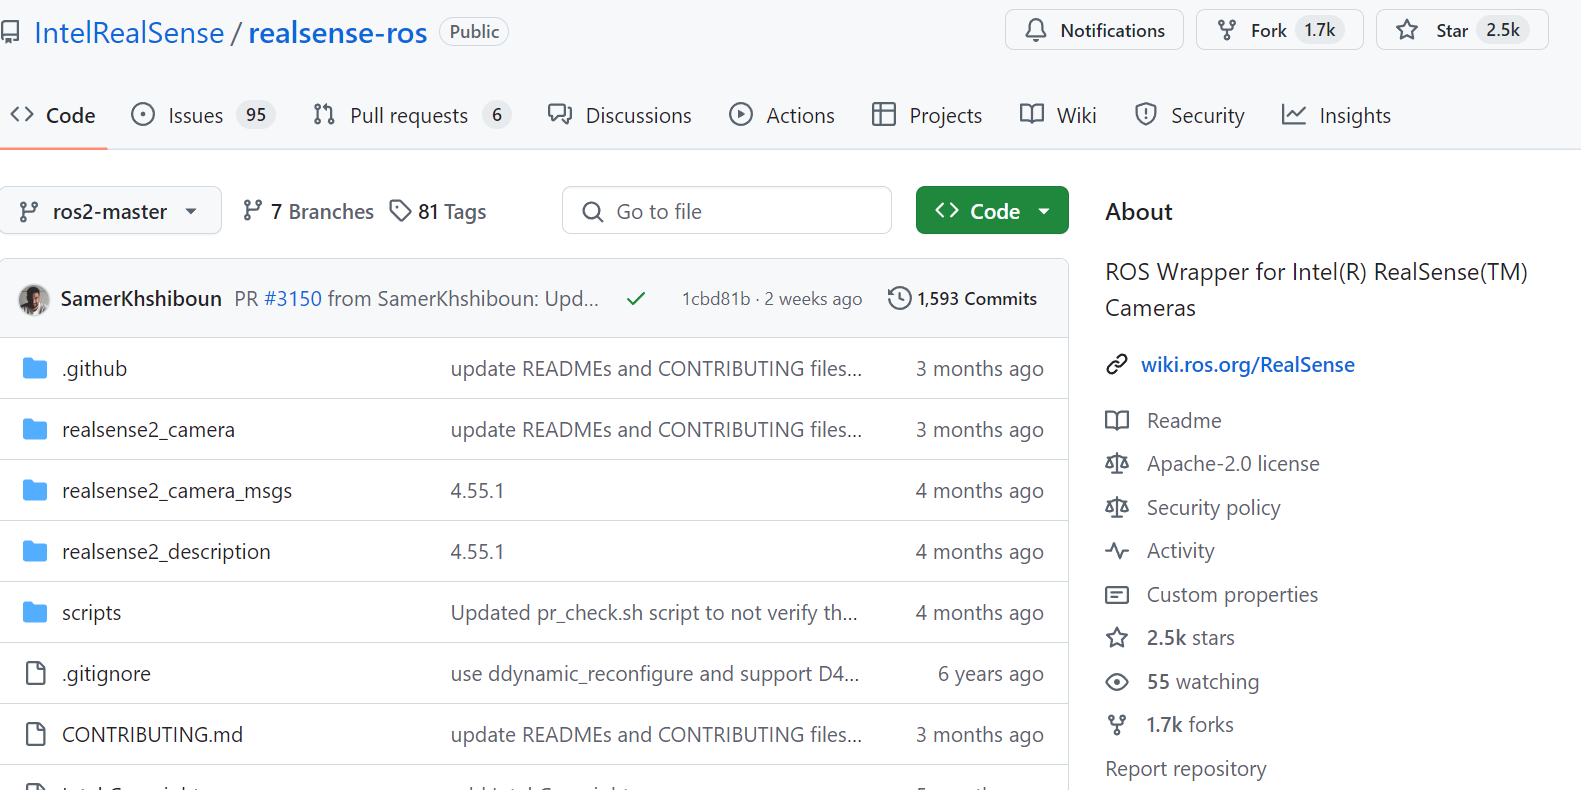 IntelRealSense / realsense-ros Public Notifications Fork 1.7k Star 2.5k
Code Issues 95 Pull requests 6 Discussions Actions Projects Wiki Security Insights
ros2-master 7 Branches 81 Tags Go to file Code
SamerKhshiboun PR #3150 from SamerKhshiboun: Upd... 1cbd81b · 2 weeks ago 1,593 Commits
.github update READMEs and CONTRIBUTING files... 3 months ago
realsense2_camera update READMEs and CONTRIBUTING files... 3 months ago
realsense2_camera_msgs 4.55.1 4 months ago
realsense2_description 4.55.1 4 months ago
scripts Updated pr_check.sh script to not verify th... 4 months ago
.gitignore use ddynamic_reconfigure and support D4... 6 years ago
CONTRIBUTING.md update READMEs and CONTRIBUTING files... 3 months ago
About
ROS Wrapper for Intel(R) RealSense(TM)
Cameras
wiki.ros.org/RealSense
Readme
Apache-2.0 license
Security policy
Activity
Custom properties
2.5k stars
55 watching
1.7k forks
Report repository